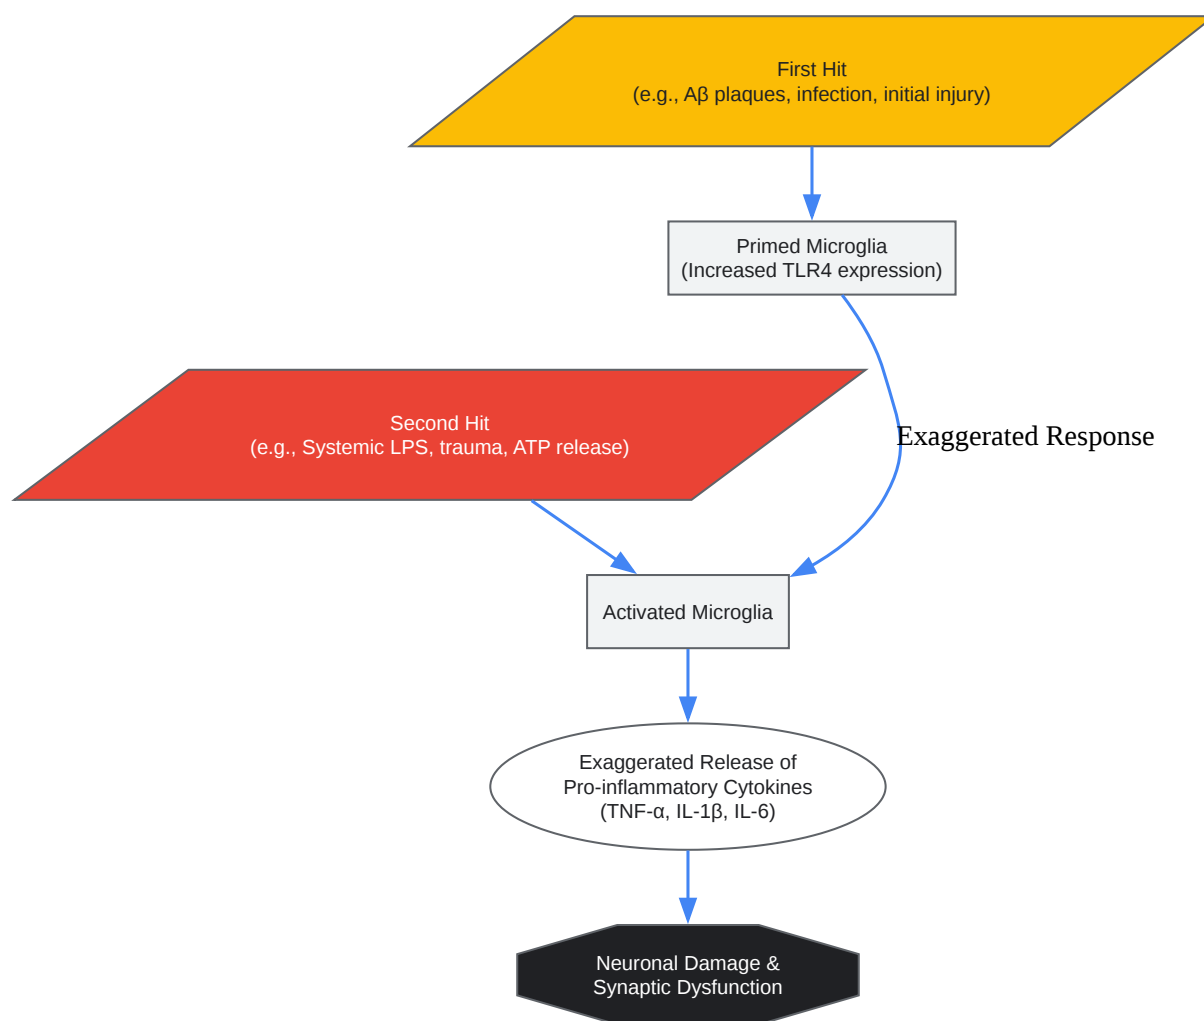 First Hit
(e.g., Aβ plaques, infection, initial injury)
Primed Microglia
(Increased TLR4 expression)
Second Hit
(e.g., Systemic LPS, trauma, ATP release)
Exaggerated Response
Activated Microglia
Exaggerated Release of
Pro-inflammatory Cytokines
(TNF-α, IL-1β, IL-6)
Neuronal Damage &
Synaptic Dysfunction